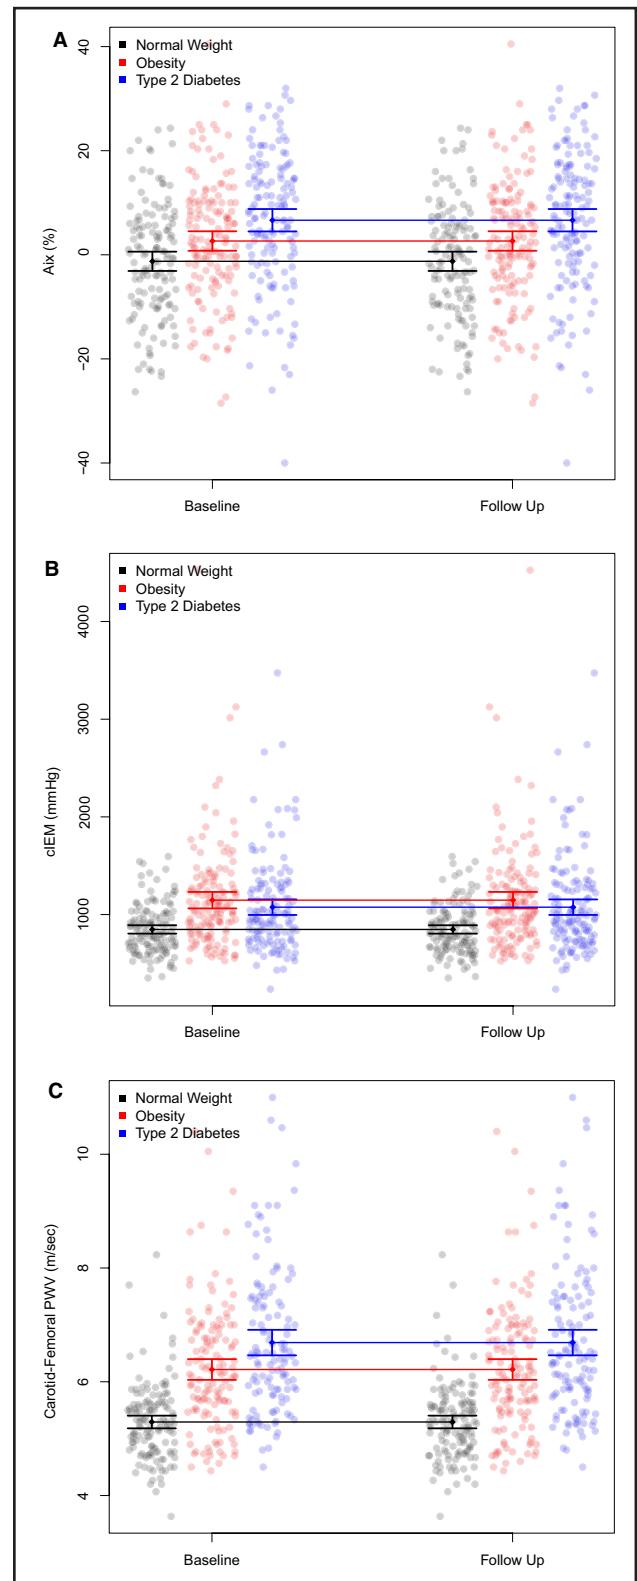 A
Normal Weight
Obesity
Type 2 Diabetes
40
20
0
−20
−40
Aix (%)
Baseline
Follow Up
B
Normal Weight
Obesity
Type 2 Diabetes
4000
3000
2000
1000
cIEM (mmHg)
Baseline
Follow Up
C
Normal Weight
Obesity
Type 2 Diabetes
10
8
6
4
Carotid-Femoral PWV (m/sec)
Baseline
Follow Up